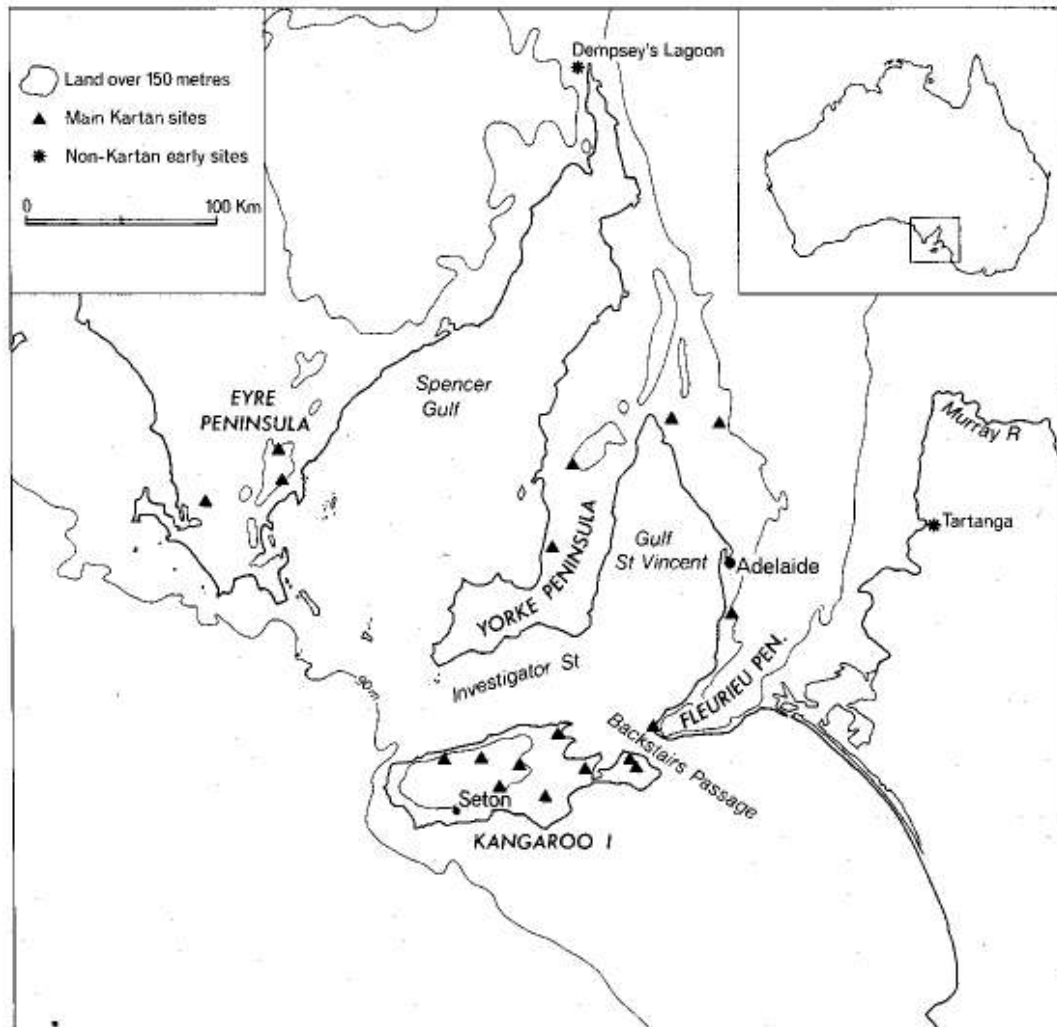 Dempsey's Lagoon
Land over 150 metres
Main Kartan sites
Non-Kartan early sites
0 100 Km
EYRE
PENINSULA
Spencer
Gulf
Murray R
Tartanga
YORKE PENINSULA
Gulf
St Vincent
Adelaide
FLEURIEU PEN.
Investigator St
90m
Backstairs Passage
Seton
KANGAROO I